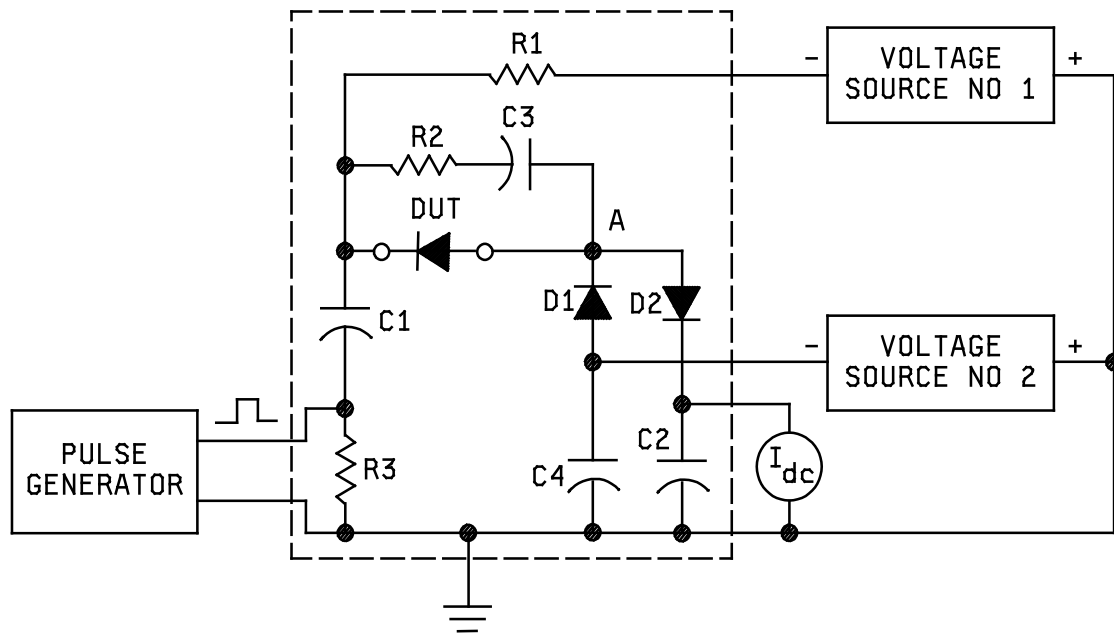 R1
- VOLTAGE +
SOURCE NO 1
C3
R2
DUT
A
D1
D2
C1
- VOLTAGE +
SOURCE NO 2
PULSE
GENERATOR
R3
C4
C2
Idc